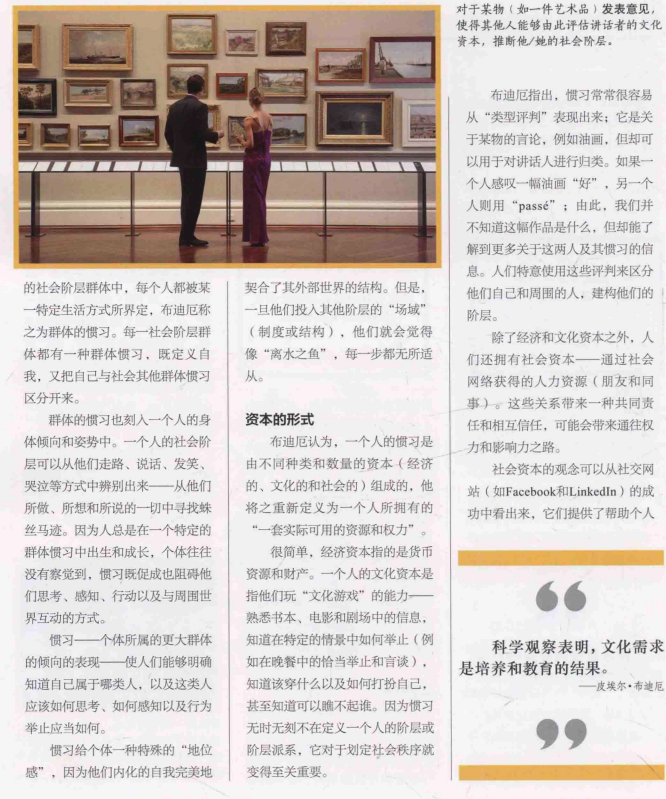 对于某物（如一件艺术品）发表意见，
使得其他人能够由此评估讲话者的文化
资本，推断他/她的社会阶层。
的社会阶层群体中，每个人都被某
一特定生活方式所界定，布迪厄称
之为群体的惯习。每一社会阶层群
体都有一种群体惯习，既定义自
我，又把自己与社会其他群体惯习
区分开来。
群体的惯习也刻入一个人的身
体倾向和姿势中。一个人的社会阶
层可以从他们走路、说话、发笑、
哭泣等方式中辨别出来——从他们
所做、所想和所说的一切中寻找蛛
丝马迹。因为人总是在一个特定的
群体惯习中出生和成长，个体往往
没有察觉到，惯习既促成也阻碍他
们思考、感知、行动以及与周围世
界互动的方式。
惯习——个体所属的更大群体
的倾向的表现——使人们能够明确
知道自己属于哪类人，以及这类人
应该如何思考、如何感知以及行为
举止应当如何。
惯习给个体一种特殊的“地位
感”，因为他们内化的自我完美地
契合了其外部世界的结构。但是，
一旦他们投入其他阶层的“场域”
（制度或结构），他们就会觉得
像“离水之鱼”，每一步都无所适
从。
资本的形式
布迪厄认为，一个人的惯习是
由不同种类和数量的资本（经济
的、文化的和社会的）组成的，他
将之重新定义为一个人所拥有的
“一套实际可用的资源和权力”。
很简单，经济资本指的是货币
资源和财产。一个人的文化资本是
指他们玩“文化游戏”的能力——
熟悉书本、电影和剧场中的信息，
知道在特定的情景中如何举止（例
如在晚餐中的恰当举止和言谈），
知道该穿什么以及如何打扮自己，
甚至知道可以瞧不起谁。因为惯习
无时无刻不在定义一个人的阶层或
阶层派系，它对于划定社会秩序就
变得至关重要。
布迪厄指出，惯习常常很容易
从“类型评判”表现出来；它是关
于某物的言论，例如油画，但却可
以用于对讲话人进行归类。如果一
个人感叹一幅油画“好”，另一个
人则用“passé”；由此，我们并
不知道这幅作品是什么，但却能了
解到更多关于这两人及其惯习的信
息。人们特意使用这些评判来区分
他们自己和周围的人，建构他们的
阶层。
除了经济和文化资本之外，人
们还拥有社会资本——通过社会
网络获得的人力资源（朋友和同
事）。这些关系带来一种共同责
任和相互信任，可能会带来通往权
力和影响力之路。
社会资本的观念可以从社交网
站（如Facebook和LinkedIn）的成
功中看出来，它们提供了帮助个人
“
科学观察表明，文化需求
是培养和教育的结果。
——皮埃尔·布迪厄
”